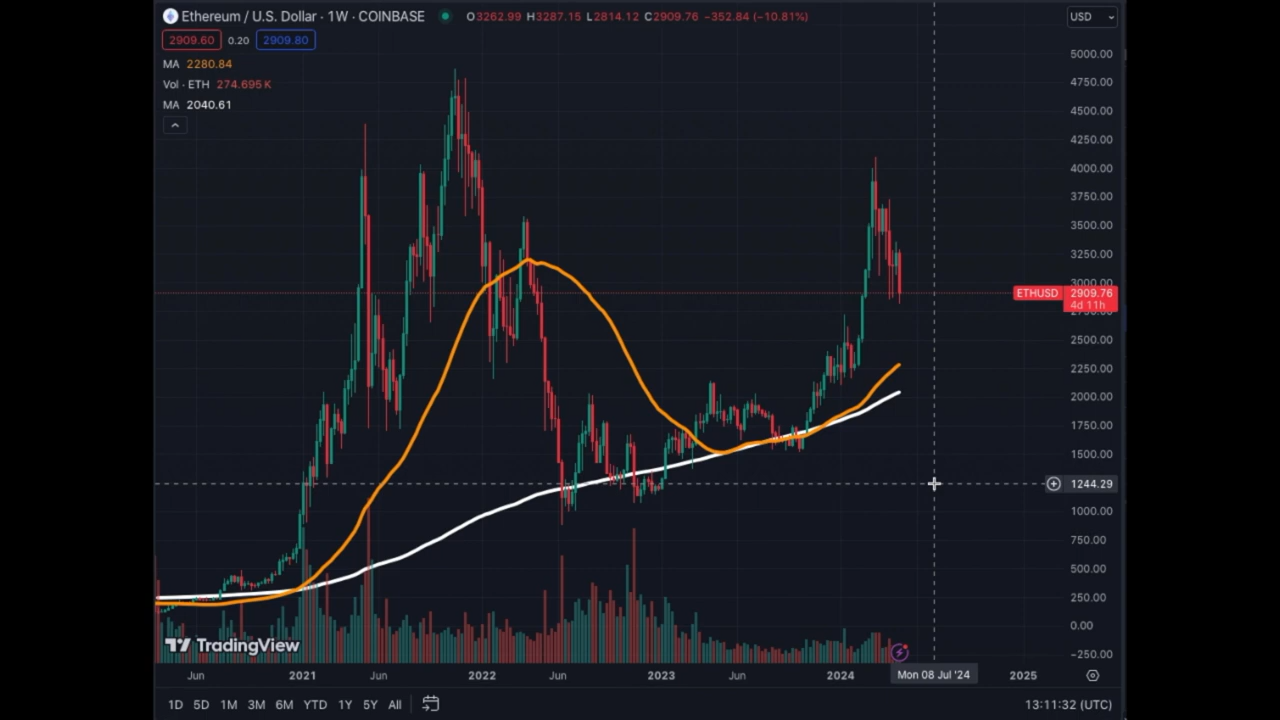 Ethereum / U.S. Dollar · 1W · COINBASE O3262.99 H3287.15 L2814.12 C2909.76 −352.84 (−10.81%)
USD
2909.60 0.20 2909.80
MA 2280.84
Vol · ETH 274.695K
MA 2040.61
5000.00
4750.00
4500.00
4250.00
4000.00
3750.00
3500.00
3250.00
3000.00
ETHUSD 2909.76
4d 11h
2750.00
2500.00
2250.00
2000.00
1750.00
1500.00
1244.29
1000.00
750.00
500.00
250.00
0.00
−250.00
TradingView
Jun 2021 Jun 2022 Jun 2023 Jun 2024 Mon 08 Jul '24 2025
1D 5D 1M 3M 6M YTD 1Y 5Y All 13:11:32 (UTC)